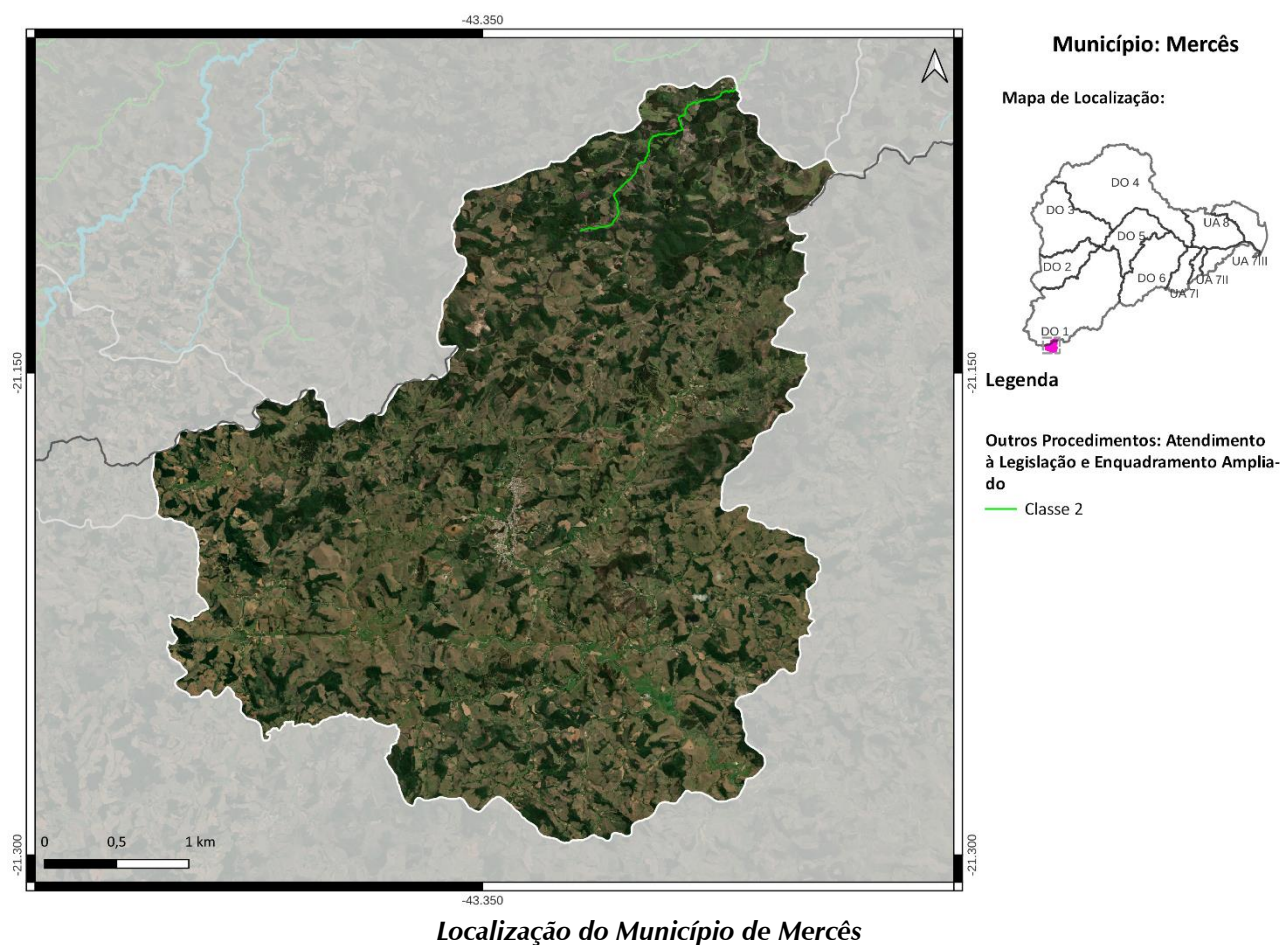 -43.350
Município: Mercês
Mapa de Localização:
DO 4
DO 3
UA 8
DO 5
DO 2
DO 6
UA 7III
UA 7II
UA 7I
DO 1
-21.150
-21.150
Legenda
Outros Procedimentos: Atendimento
à Legislação e Enquadramento Amplia-
do
Classe 2
0 0,5 1 km
-21.300
-21.300
-43.350
Localização do Município de Mercês